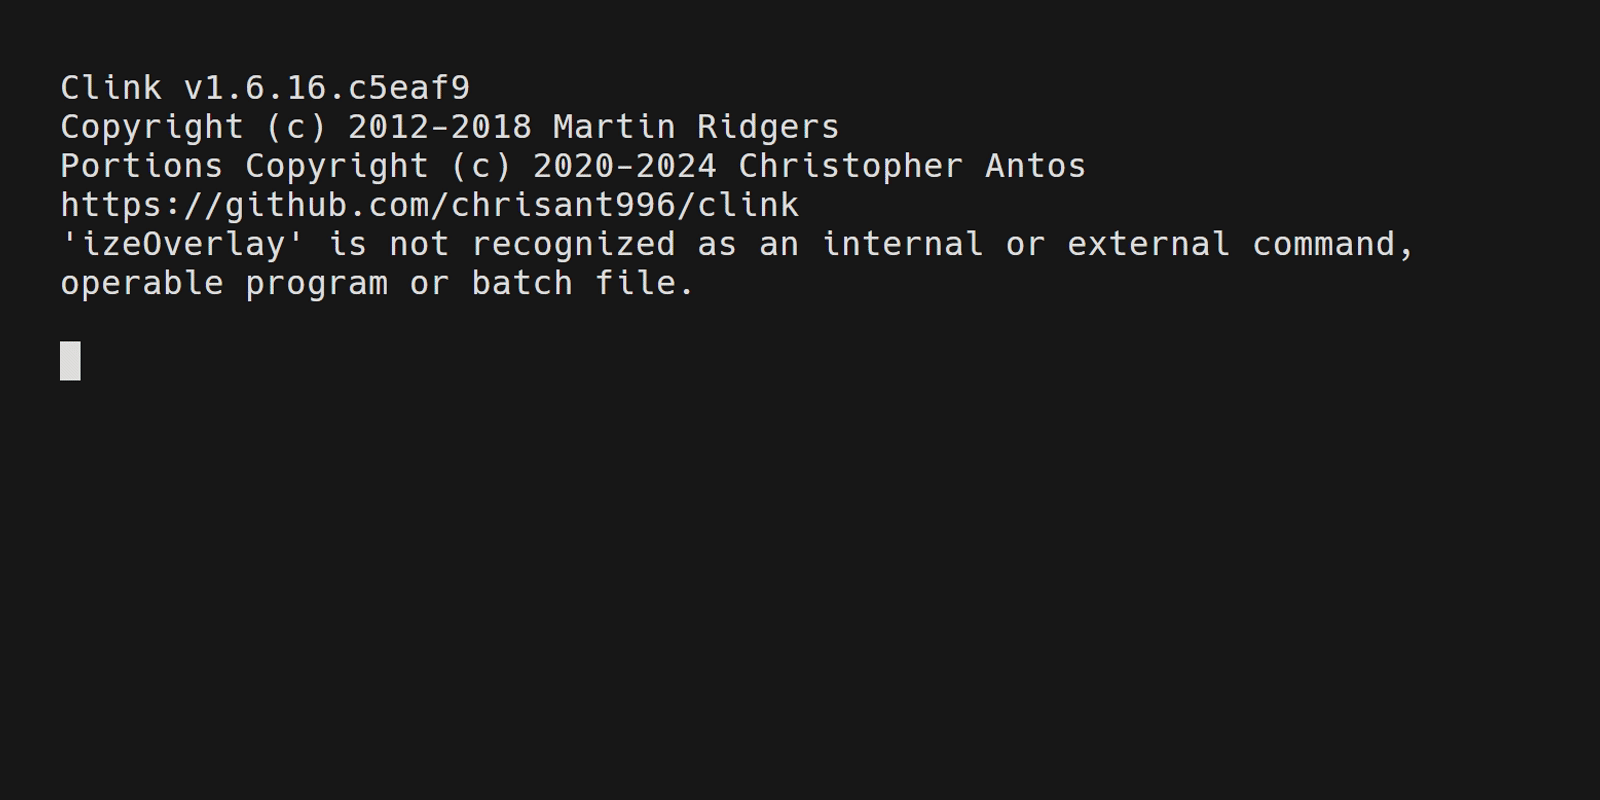 Clink v1.6.16.c5eaf9
Copyright (c) 2012-2018 Martin Ridgers
Portions Copyright (c) 2020-2024 Christopher Antos
https://github.com/chrisant996/clink
'izeOverlay' is not recognized as an internal or external command,
operable program or batch file.